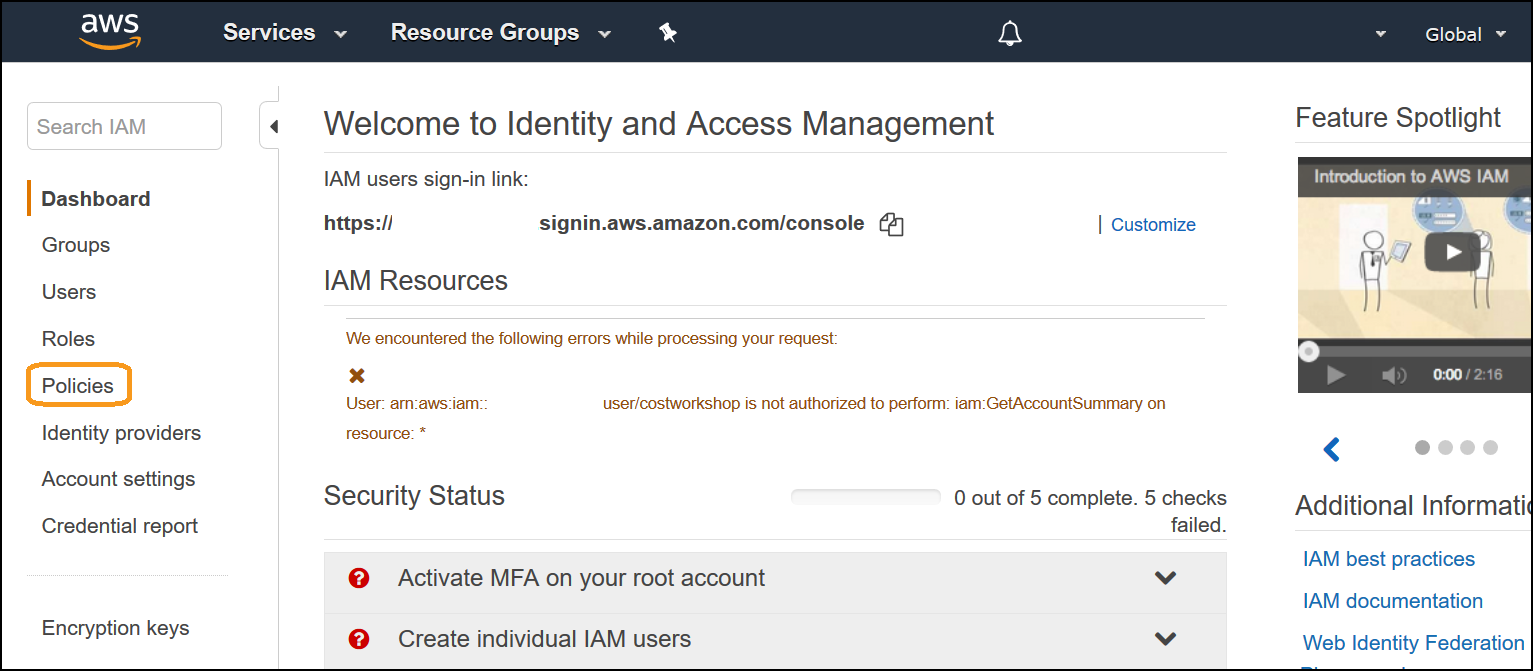 aws
Services
Resource Groups
Global
Search IAM
Dashboard
Groups
Users
Roles
Policies
Identity providers
Account settings
Credential report
Encryption keys
Welcome to Identity and Access Management
IAM users sign-in link:
https:// signin.aws.amazon.com/console
| Customize
IAM Resources
We encountered the following errors while processing your request:
User: arn:aws:iam:: user/costworkshop is not authorized to perform: iam:GetAccountSummary on
resource: *
Security Status
0 out of 5 complete. 5 checks
failed.
Activate MFA on your root account
Create individual IAM users
Feature Spotlight
Introduction to AWS IAM
0:00 / 2:16
Additional Informatio
IAM best practices
IAM documentation
Web Identity Federation